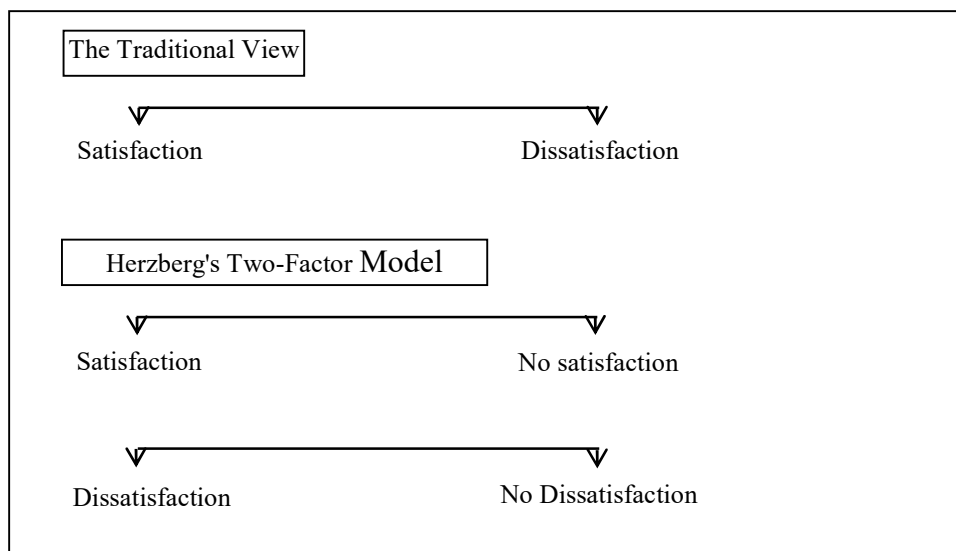 The Traditional View
Satisfaction Dissatisfaction
Herzberg's Two-Factor Model
Satisfaction No satisfaction
Dissatisfaction No Dissatisfaction